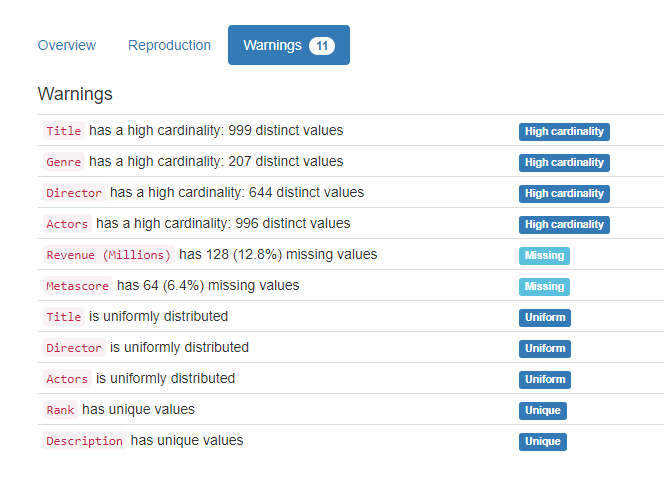 Overview Reproduction Warnings 11
Warnings
Title has a high cardinality: 999 distinct values High cardinality
Genre has a high cardinality: 207 distinct values High cardinality
Director has a high cardinality: 644 distinct values High cardinality
Actors has a high cardinality: 996 distinct values High cardinality
Revenue (Millions) has 128 (12.8%) missing values Missing
Metascore has 64 (6.4%) missing values Missing
Title is uniformly distributed Uniform
Director is uniformly distributed Uniform
Actors is uniformly distributed Uniform
Rank has unique values Unique
Description has unique values Unique